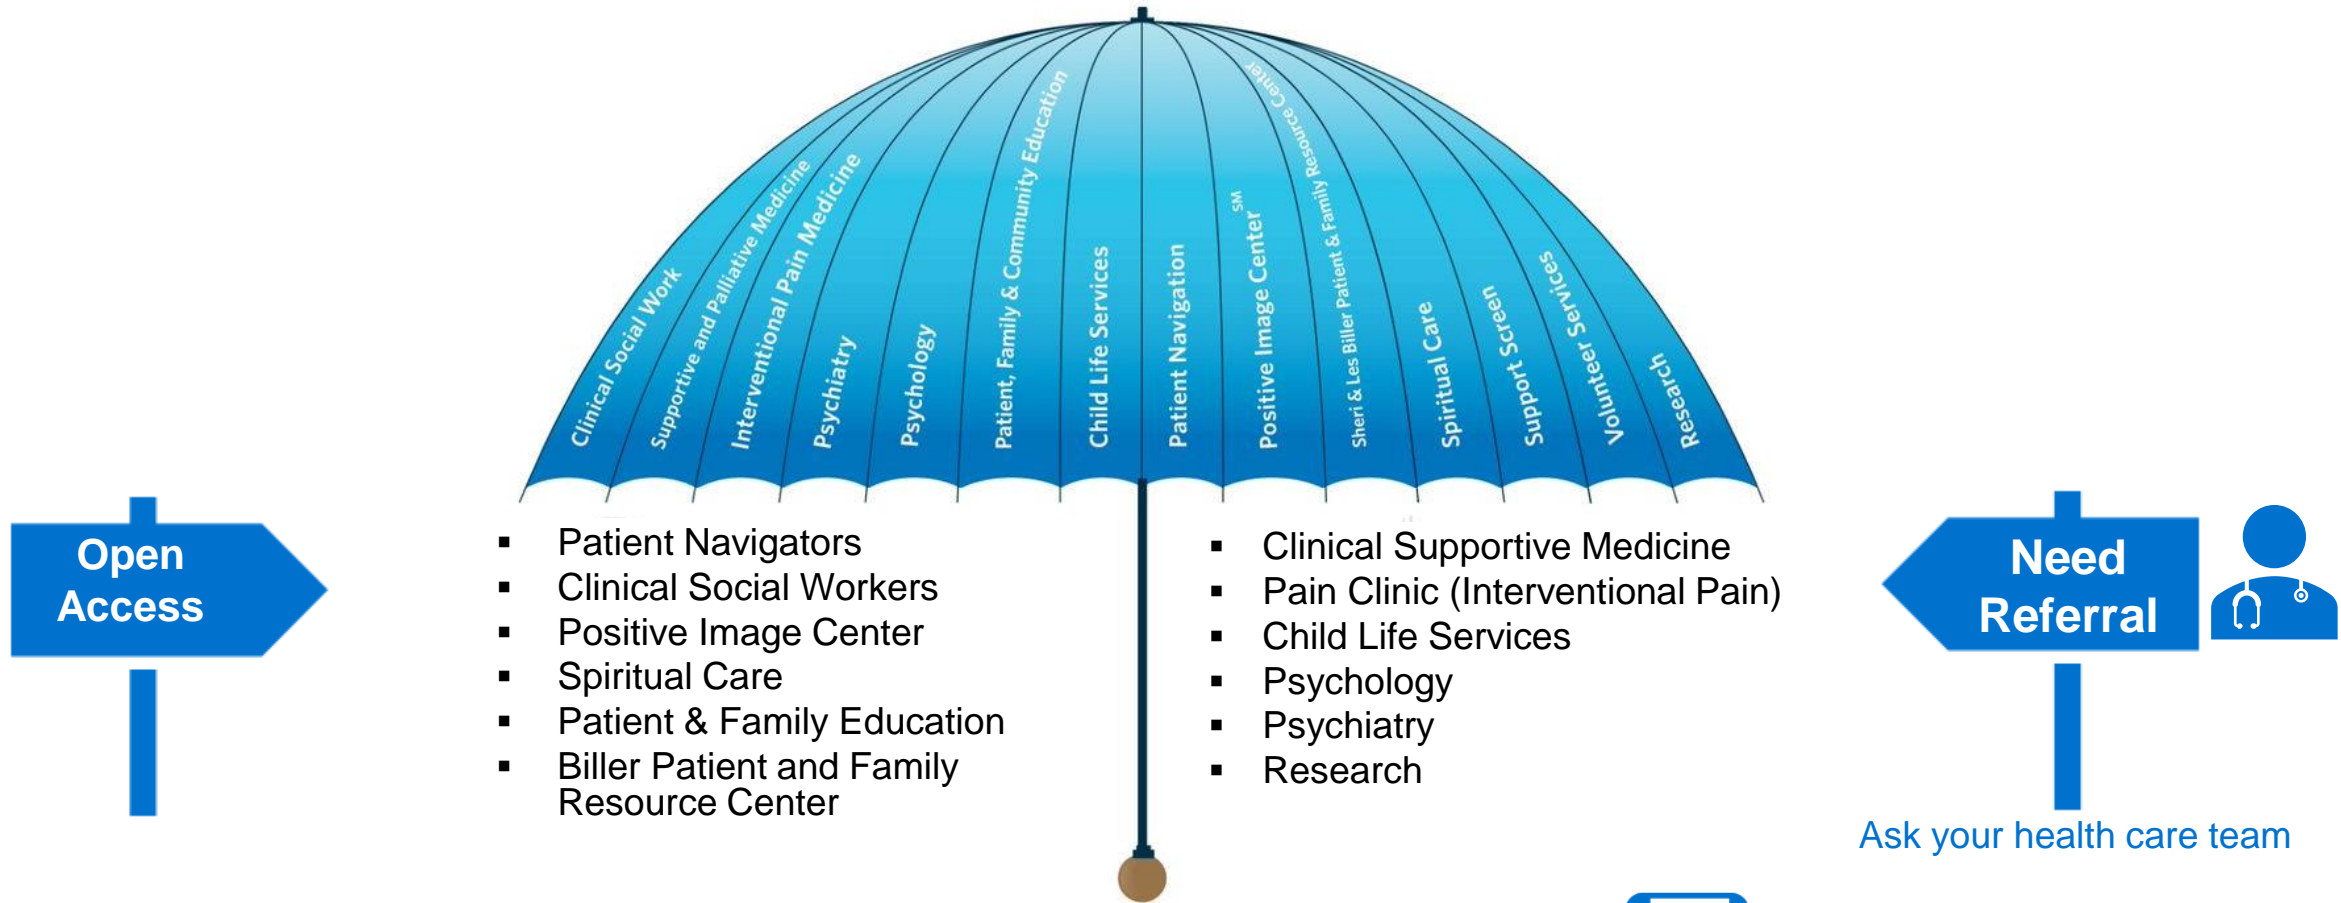 Clinical Social Work
Supportive and Palliative Medicine
Interventional Pain Medicine
Psychiatry
Psychology
Patient, Family & Community Education
Child Life Services
Patient Navigation
Positive Image Center SM
Sheri & Les Biller Patient & Family Resource Center
Spiritual Care
Support Screen
Volunteer Services
Research
Open
Access
▪ Patient Navigators
▪ Clinical Social Workers
▪ Positive Image Center
▪ Spiritual Care
▪ Patient & Family Education
▪ Biller Patient and Family
Resource Center
▪ Clinical Supportive Medicine
▪ Pain Clinic (Interventional Pain)
▪ Child Life Services
▪ Psychology
▪ Psychiatry
▪ Research
Need
Referral
Ask your health care team